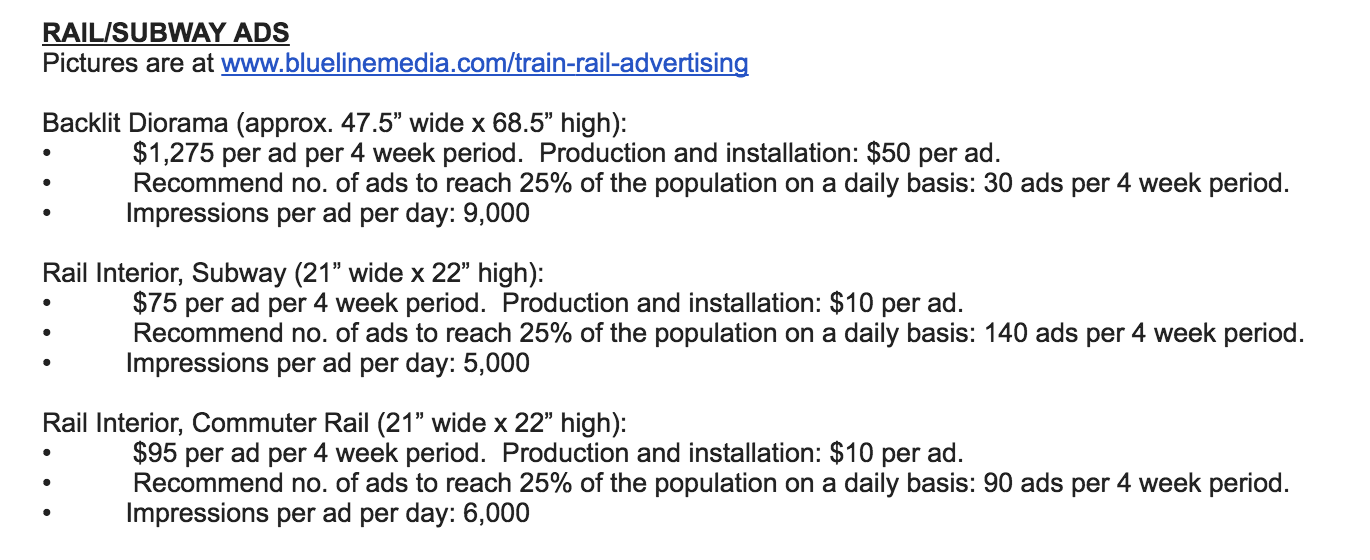 RAIL/SUBWAY ADS
Pictures are at www.bluelinemedia.com/train-rail-advertising
Backlit Diorama (approx. 47.5” wide x 68.5” high):
• $1,275 per ad per 4 week period.  Production and installation: $50 per ad.
• Recommend no. of ads to reach 25% of the population on a daily basis: 30 ads per 4 week period.
• Impressions per ad per day: 9,000
Rail Interior, Subway (21” wide x 22” high):
• $75 per ad per 4 week period.  Production and installation: $10 per ad.
• Recommend no. of ads to reach 25% of the population on a daily basis: 140 ads per 4 week period.
• Impressions per ad per day: 5,000
Rail Interior, Commuter Rail (21” wide x 22” high):
• $95 per ad per 4 week period.  Production and installation: $10 per ad.
• Recommend no. of ads to reach 25% of the population on a daily basis: 90 ads per 4 week period.
• Impressions per ad per day: 6,000